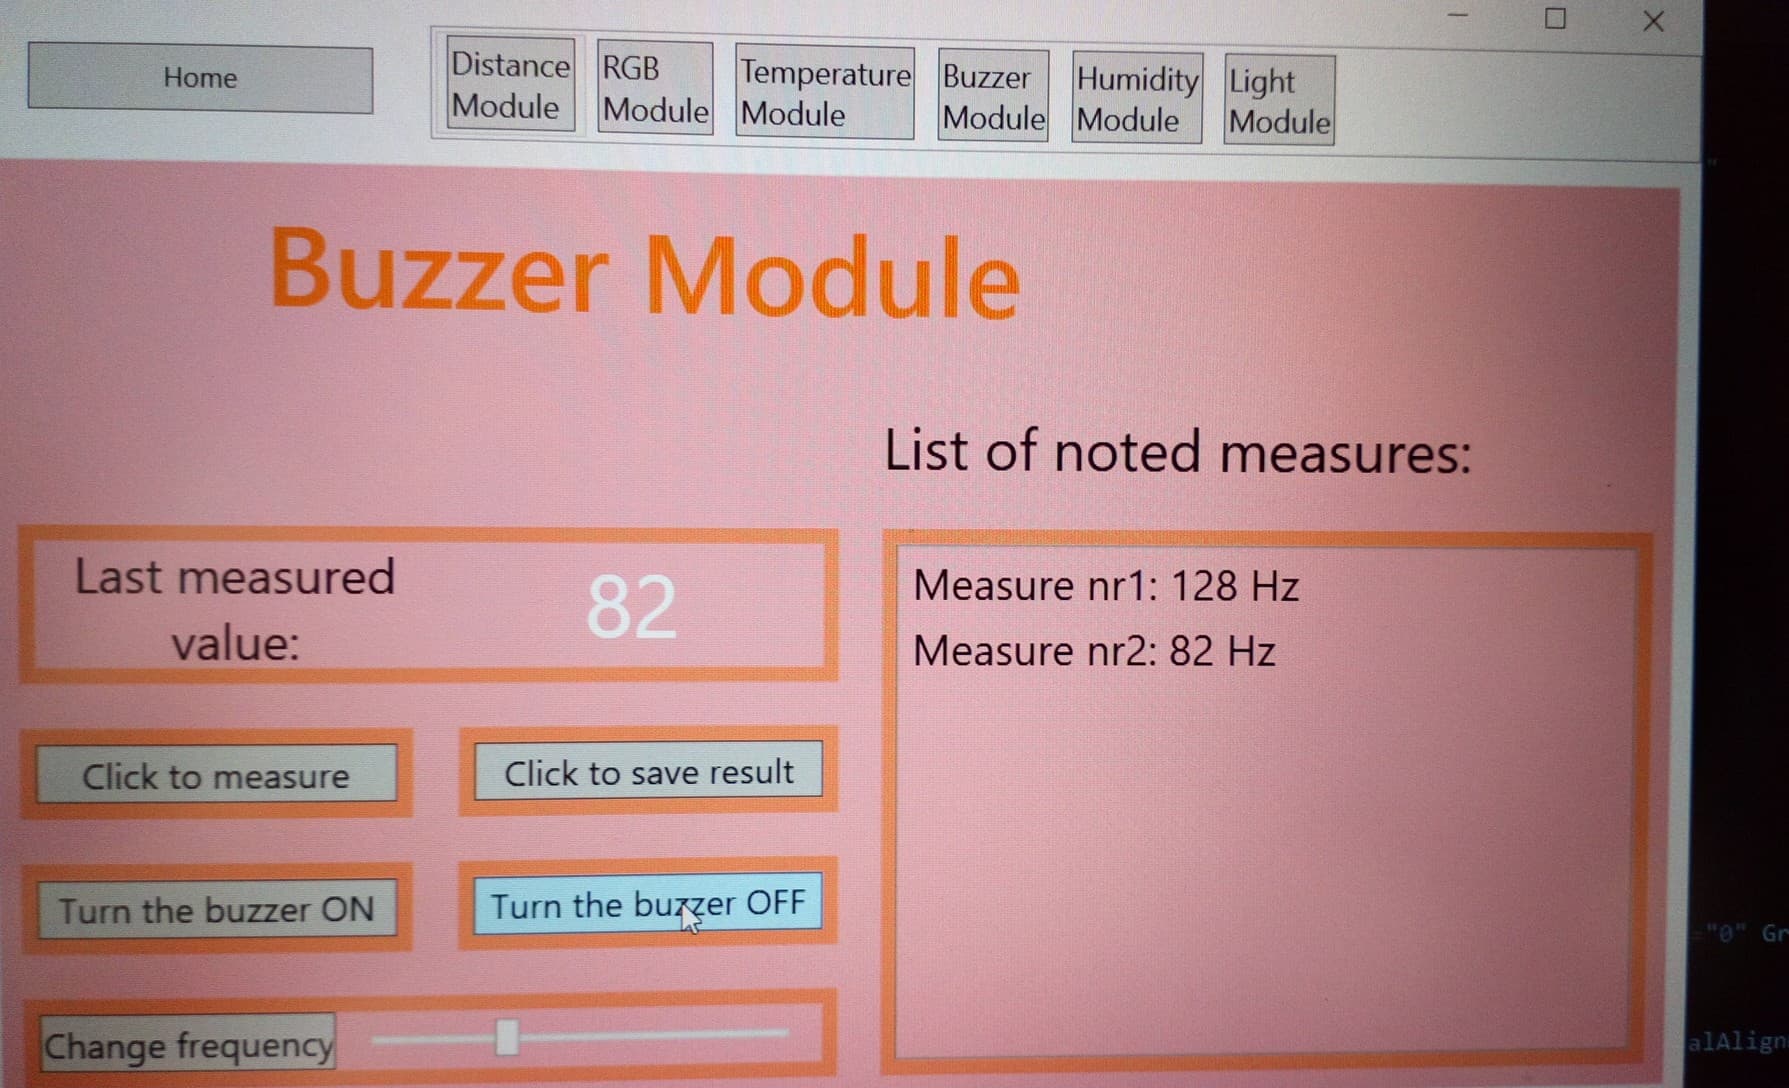 Home
Distance
Module
RGB
Module
Temperature
Module
Buzzer
Module
Humidity
Module
Light
Module
Buzzer Module
List of noted measures:
Last measured
value:
82
Measure nr1: 128 Hz
Measure nr2: 82 Hz
Click to measure
Click to save result
Turn the buzzer ON
Turn the buzzer OFF
Change frequency
="0" Gr
alAlign